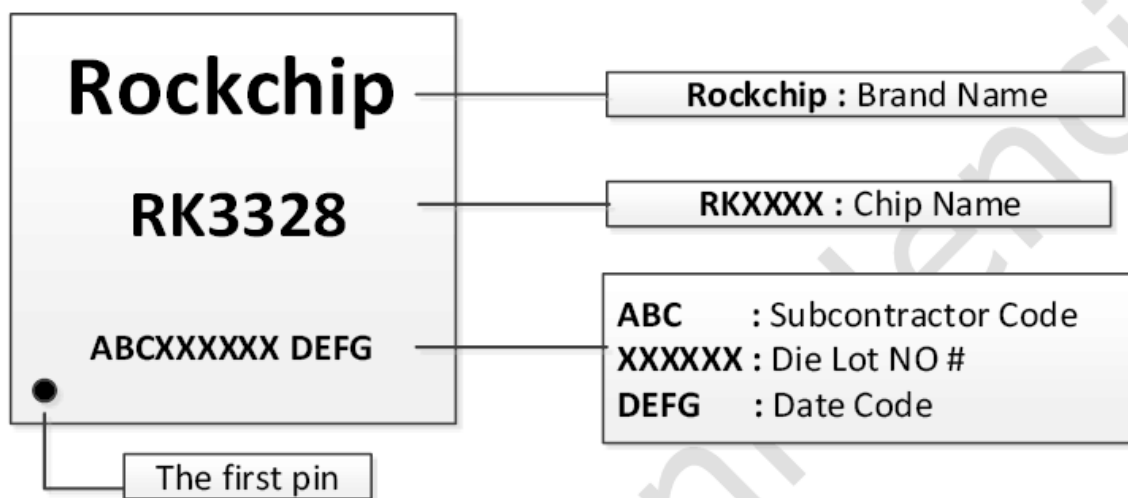 Rockchip
RK3328
ABCXXXXXX DEFG
The first pin
Rockchip : Brand Name
RKXXXX : Chip Name
ABC : Subcontractor Code
XXXXXX : Die Lot NO #
DEFG : Date Code